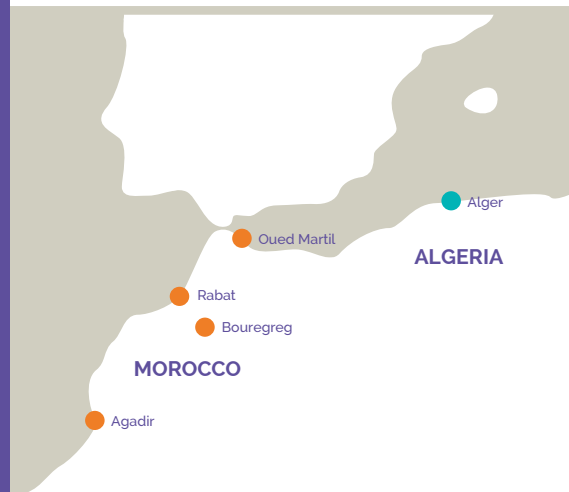 Alger
Oued Martil
ALGERIA
Rabat
Bouregreg
MOROCCO
Agadir